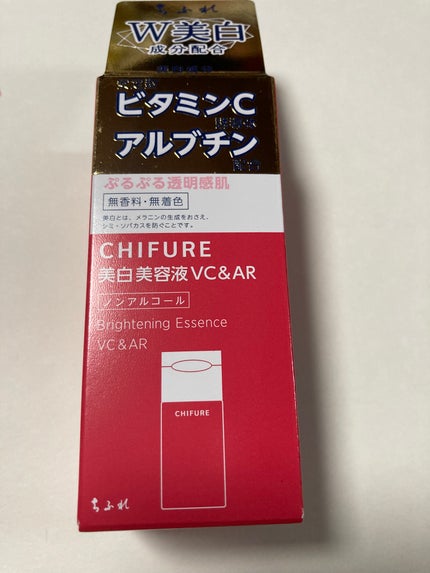 ちふれ
W美白
成分配合
ビタミンC
アルブチン
配合
ぷるぷる透明感肌
無香料・無着色
美白とは、メラニンの生成をおさえ、
シミ・ソバカスを防ぐことです。
CHIFURE
美白美容液VC&AR
ノンアルコール
Brightening Essence
VC&AR
CHIFURE
ちふれ